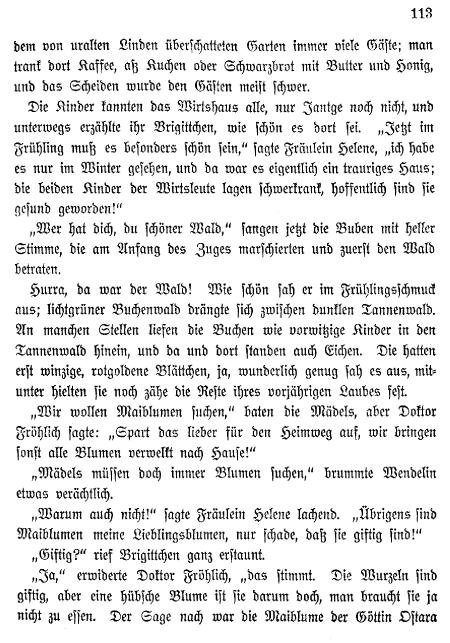 113
dem von uralten Linden überschatteten Garten immer viele Gäste; man
trank dort Kaffee, aß Kuchen oder Schwarzbrot mit Butter und Honig,
und das Scheiden wurde den Gästen meist schwer.
Die Kinder kannten das Wirtshaus alle, nur Jantge noch nicht, und
unterwegs erzählte ihr Brigittchen, wie schön es dort sei. „Jetzt im
Frühling muß es besonders schön sein,“ sagte Fräulein Helene, „ich habe
es nur im Winter gesehen, und da war es eigentlich ein trauriges Haus;
die beiden Kinder der Wirtsleute lagen schwerkrank, hoffentlich sind sie
gesund geworden!“
„Wer hat dich, du schöner Wald,“ sangen jetzt die Buben mit heller
Stimme, die am Anfang des Zuges marschierten und zuerst den Wald
betraten.
Hurra, da war der Wald! Wie schön sah er im Frühlingsschmuck
aus; lichtgrüner Buchenwald drängte sich zwischen dunklen Tannenwald.
An manchen Stellen liefen die Buchen wie vorwitzige Kinder in den
Tannenwald hinein, und da und dort standen auch Eichen. Die hatten
erst winzige, rotgoldene Blättchen, ja, wunderlich genug sah es aus, mit-
unter hielten sie noch zähe die Reste ihres vorjährigen Laubes fest.
„Wir wollen Maiblumen suchen,“ baten die Mädels, aber Doktor
Fröhlich sagte: „Spart das lieber für den Heimweg auf, wir bringen
sonst alle Blumen verwelkt nach Hause!“
„Mädels müssen doch immer Blumen suchen,“ brummte Wendelin
etwas verächtlich.
„Warum auch nicht!“ sagte Fräulein Helene lachend. „Übrigens sind
Maiblumen meine Lieblingsblumen, nur schade, daß sie giftig sind!“
„Giftig?“ rief Brigittchen ganz erstaunt.
„Ja,“ erwiderte Doktor Fröhlich, „das stimmt. Die Wurzeln sind
giftig, aber eine hübsche Blume ist sie darum doch, man braucht sie ja
nicht zu essen. Der Sage nach war die Maiblume der Göttin Ostara